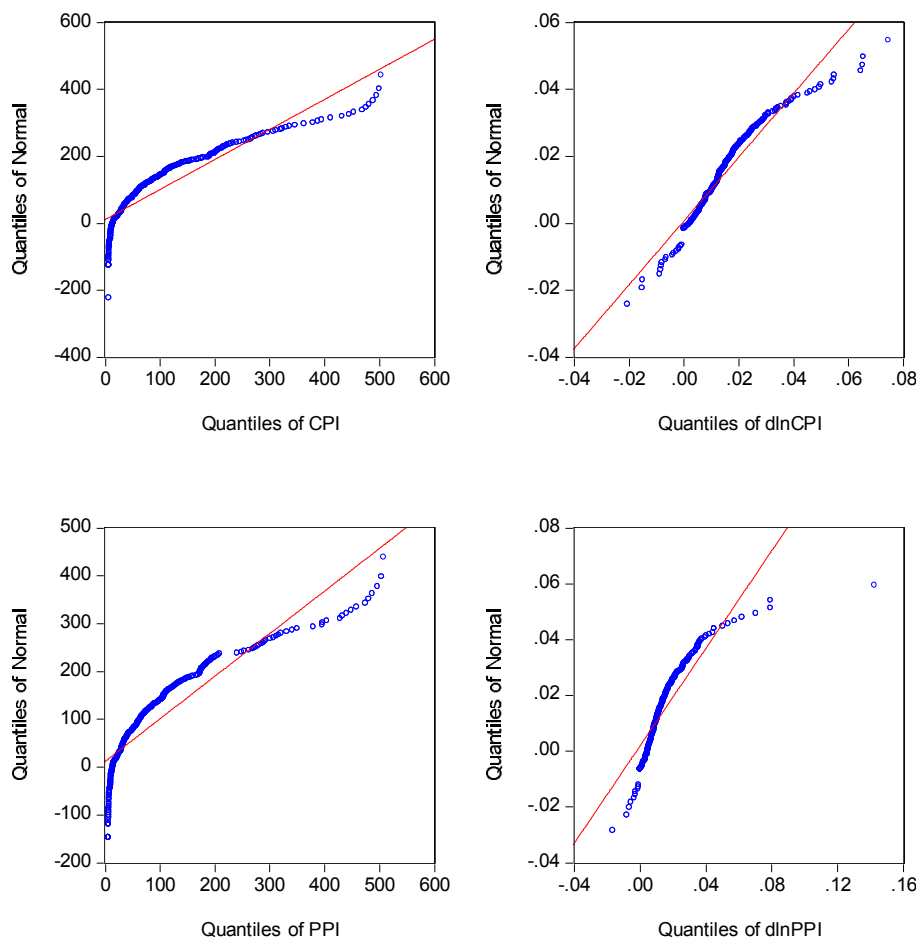 600
400
200
0
-200
-400
Quantiles of Normal
0 100 200 300 400 500 600
Quantiles of CPI
.06
.04
.02
.00
-.02
-.04
Quantiles of Normal
-.04 -.02 .00 .02 .04 .06 .08
Quantiles of dlnCPI
500
400
300
200
100
0
-100
-200
Quantiles of Normal
0 100 200 300 400 500 600
Quantiles of PPI
.08
.06
.04
.02
.00
-.02
-.04
Quantiles of Normal
-.04 .00 .04 .08 .12 .16
Quantiles of dlnPPI